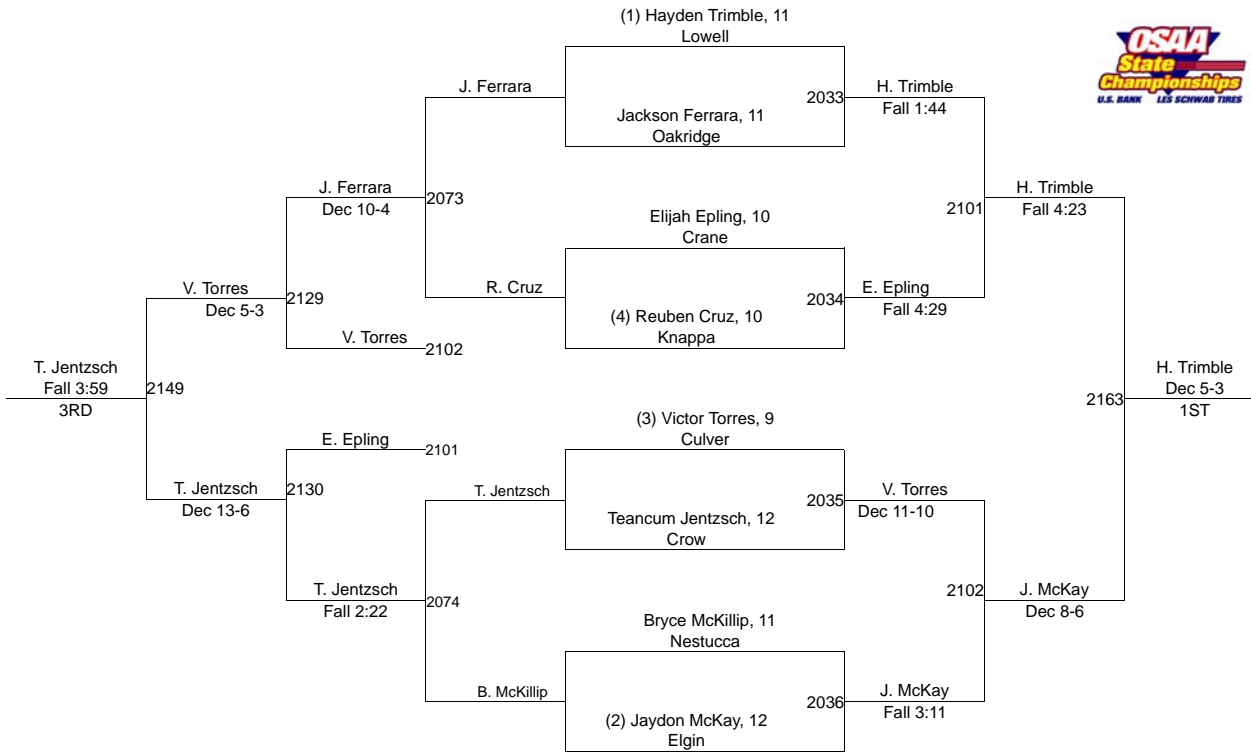 (1) Hayden Trimble, 11
Lowell
OSAA
State
Championships
U.S. BANK LES SCHWAB TIRES
J. Ferrara
2033
H. Trimble
Fall 1:44
Jackson Ferrara, 11
Oakridge
J. Ferrara
Dec 10-4
2073
H. Trimble
Fall 4:23
2101
Elijah Epling, 10
Crane
V. Torres
Dec 5-3
2129
R. Cruz
2034
E. Epling
Fall 4:29
(4) Reuben Cruz, 10
Knappa
V. Torres
2102
T. Jentzsch
Fall 3:59
3RD
2149
2163
H. Trimble
Dec 5-3
1ST
(3) Victor Torres, 9
Culver
E. Epling
2101
T. Jentzsch
Dec 13-6
2130
T. Jentzsch
2035
V. Torres
Dec 11-10
Teancum Jentzsch, 12
Crow
T. Jentzsch
Fall 2:22
2074
2102
J. McKay
Dec 8-6
Bryce McKillip, 11
Nestucca
B. McKillip
2036
J. McKay
Fall 3:11
(2) Jaydon McKay, 12
Elgin